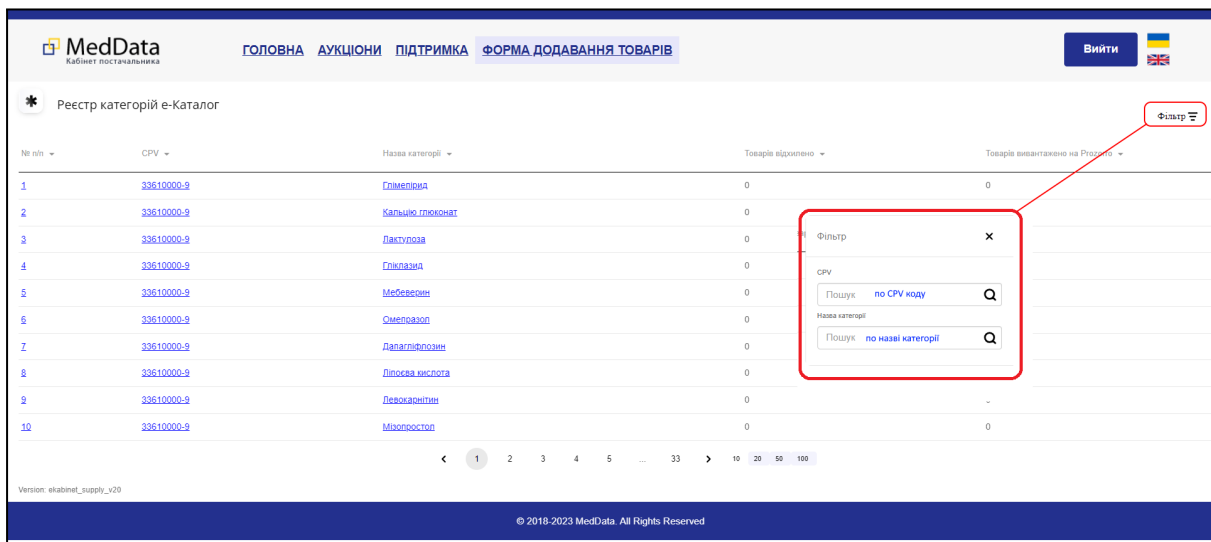 MedData
Кабінет постачальника
ГОЛОВНА АУКЦІОНИ ПІДТРИМКА ФОРМА ДОДАВАННЯ ТОВАРІВ
Вийти
Реєстр категорій е-Каталог
Фільтр
№ п/п CPV Назва категорії Товарів відхилено Товарів вивантажено на Prozorro
1 33610000-9 Глімепірид 0 0
2 33610000-9 Кальцію глюконат 0
3 33610000-9 Лактулоза 0
4 33610000-9 Гліклазид 0
5 33610000-9 Мебеверин 0
6 33610000-9 Омепразол 0
7 33610000-9 Дапагліфлозин 0
8 33610000-9 Ліпоєва кислота 0
9 33610000-9 Левокарнітин 0
10 33610000-9 Мізопростол 0 0
Фільтр
CPV
Пошук по CPV коду
Назва категорії
Пошук по назві категорії
1 2 3 4 5 ... 33 10 20 50 100
Version: ekabinet_supply_v20
© 2018-2023 MedData. All Rights Reserved